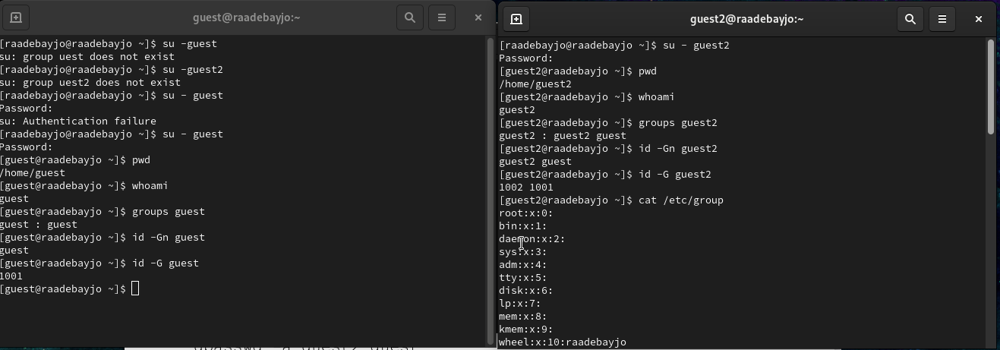 guest@raadebayjo:~
[raadebayjo@raadebayjo ~]$ su -guest
su: group uest does not exist
[raadebayjo@raadebayjo ~]$ su -guest2
su: group uest2 does not exist
[raadebayjo@raadebayjo ~]$ su - guest
Password:
su: Authentication failure
[raadebayjo@raadebayjo ~]$ su - guest
Password:
[guest@raadebayjo ~]$ pwd
/home/guest
[guest@raadebayjo ~]$ whoami
guest
[guest@raadebayjo ~]$ groups guest
guest : guest
[guest@raadebayjo ~]$ id -Gn guest
guest
[guest@raadebayjo ~]$ id -G guest
1001
[guest@raadebayjo ~]$
guest2@raadebayjo:~
[raadebayjo@raadebayjo ~]$ su - guest2
Password:
[guest2@raadebayjo ~]$ pwd
/home/guest2
[guest2@raadebayjo ~]$ whoami
guest2
[guest2@raadebayjo ~]$ groups guest2
guest2 : guest2 guest
[guest2@raadebayjo ~]$ id -Gn guest2
guest2 guest
[guest2@raadebayjo ~]$ id -G guest2
1002 1001
[guest2@raadebayjo ~]$ cat /etc/group
root:x:0:
bin:x:1:
daemon:x:2:
sys:x:3:
adm:x:4:
tty:x:5:
disk:x:6:
lp:x:7:
mem:x:8:
kmem:x:9:
wheel:x:10:raadebayjo